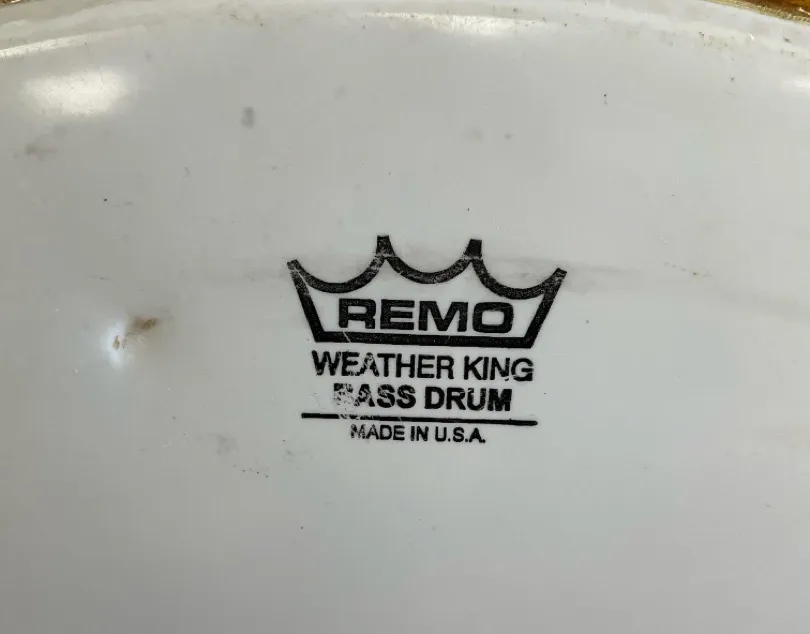 REMO
WEATHER KING
BASS DRUM
MADE IN U.S.A.